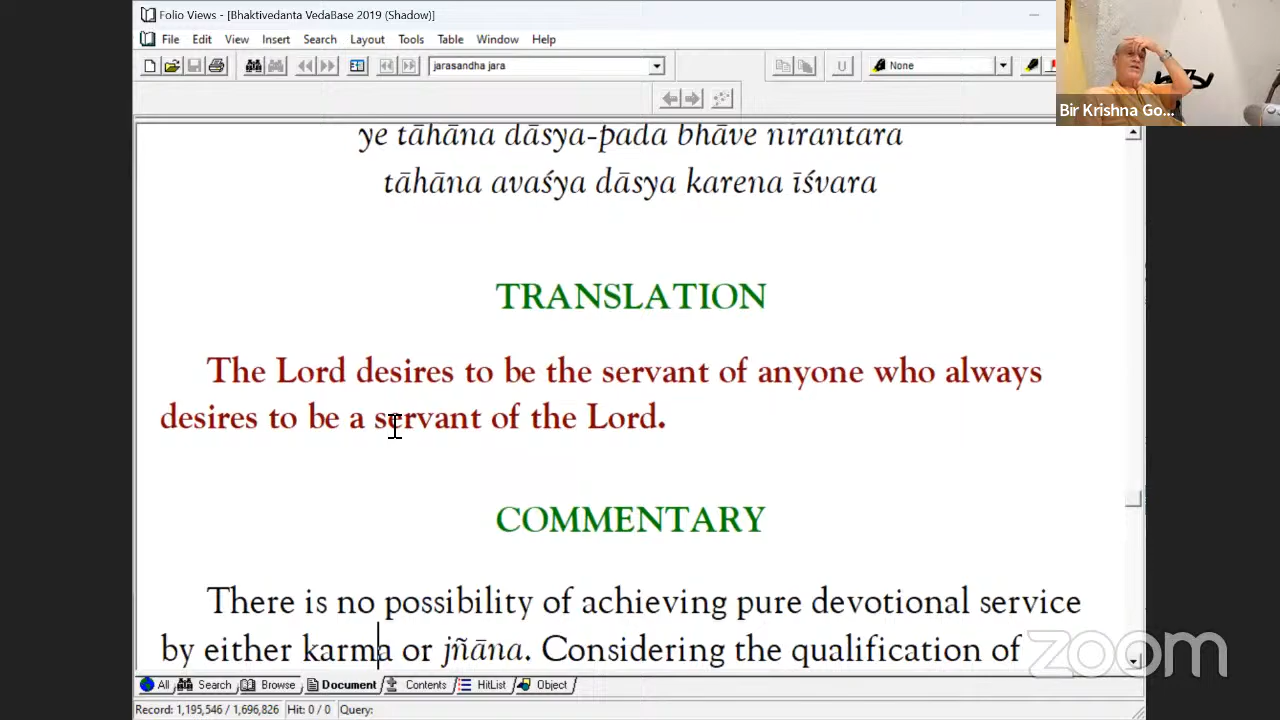 Folio Views - [Bhaktivedanta VedaBase 2019 (Shadow)]
File Edit View Insert Search Layout Tools Table Window Help
jarasandha jara
U
None
Bir Krishna Go...
ye tāhāna dāsya-pada bhāve nirantara
tāhāna avaśya dāsya karena īśvara
TRANSLATION
The Lord desires to be the servant of anyone who always
desires to be a servant of the Lord.
COMMENTARY
There is no possibility of achieving pure devotional service
by either karma or jñāna. Considering the qualification of
zoom
All Search Browse Document Contents HitList Object
Record: 1,195,546 / 1,696,826 Hit: 0 / 0 Query: